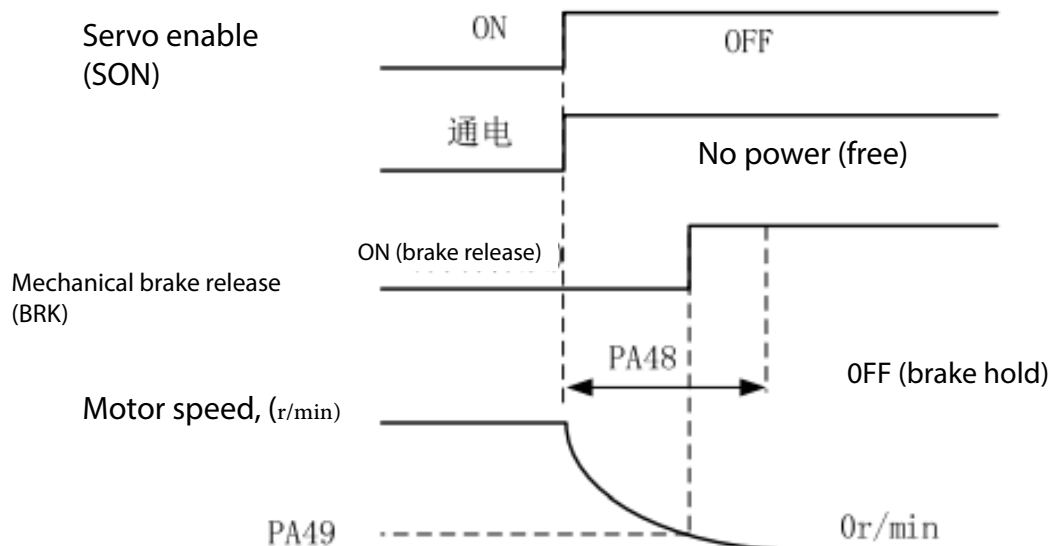 Servo enable
(SON)
ON
OFF
通电
No power (free)
ON (brake release)
Mechanical brake release
(BRK)
PA48
0FF (brake hold)
Motor speed, (r/min)
PA49
0r/min